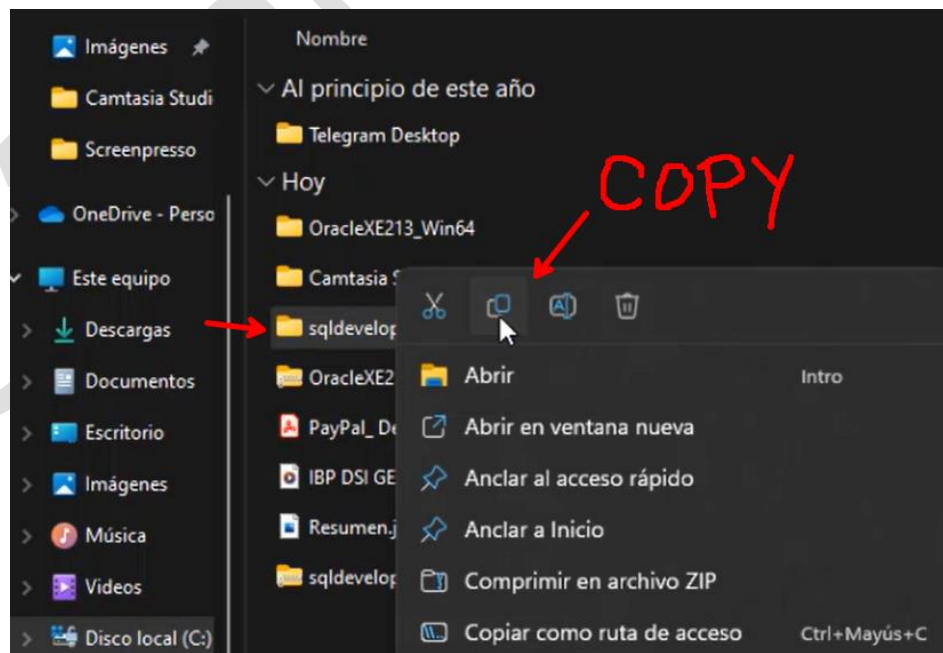 Imágenes
Camtasia Studi
Screenpresso
OneDrive - Perso
Este equipo
Descargas
Documentos
Escritorio
Imágenes
Música
Videos
Disco local (C:)
Nombre
Al principio de este año
Telegram Desktop
Hoy
OracleXE213_Win64
Camtasia S
sqldevelop
OracleXE2
PayPal_ De
IBP DSI GE
Resumen.j
sqldevelop
COPY
Abrir Intro
Abrir en ventana nueva
Anclar al acceso rápido
Anclar a Inicio
Comprimir en archivo ZIP
Copiar como ruta de acceso Ctrl+Mayús+C